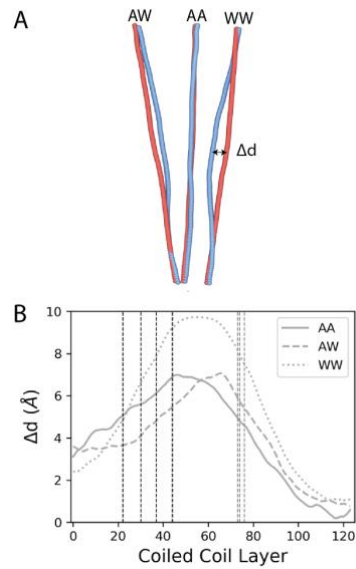 A
AW AA WW
Δd
B
10
8
6
4
2
0
Δd (Å)
AA
AW
WW
0 20 40 60 80 100 120
Coiled Coil Layer